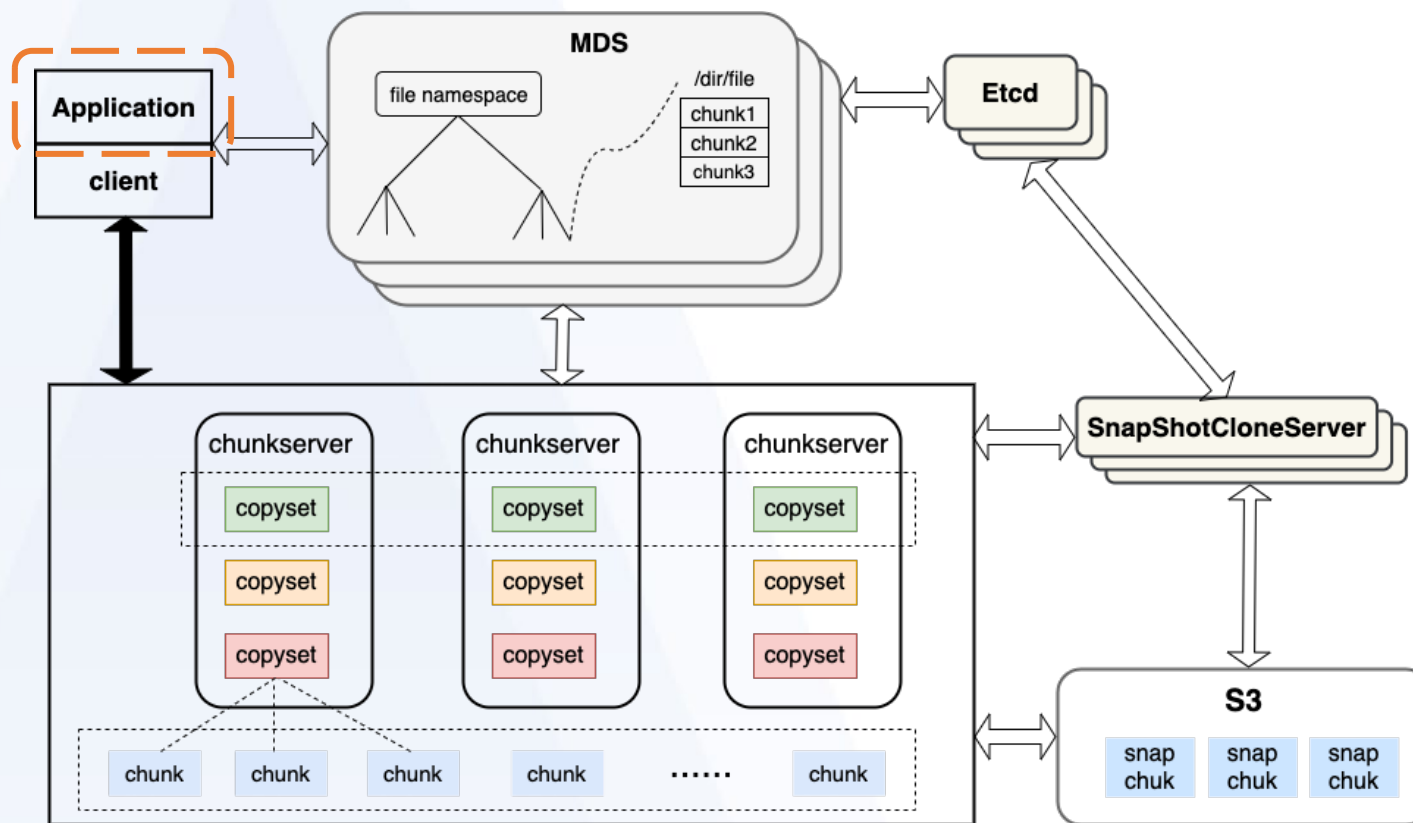 MDS
Application
client
file namespace
/dir/file
chunk1
chunk2
chunk3
Etcd
chunkserver
chunkserver
chunkserver
copyset
copyset
copyset
copyset
copyset
copyset
copyset
copyset
copyset
chunk
chunk
chunk
chunk
......
chunk
SnapShotCloneServer
S3
snap
chuk
snap
chuk
snap
chuk